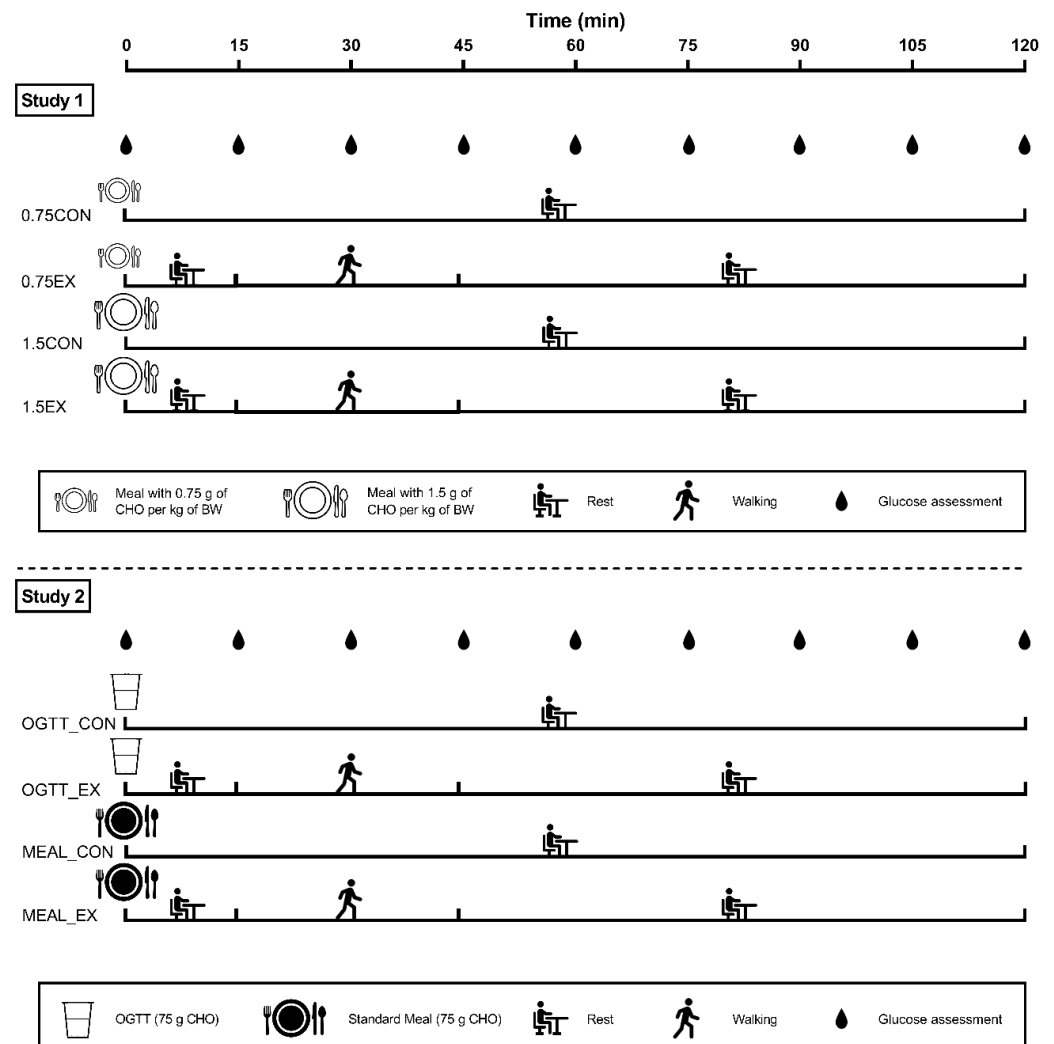 Time (min)
0 15 30 45 60 75 90 105 120
Study 1
0.75CON
0.75EX
1.5CON
1.5EX
Meal with 0.75 g of
CHO per kg of BW
Meal with 1.5 g of
CHO per kg of BW
Rest
Walking
Glucose assessment
Study 2
OGTT_CON
OGTT_EX
MEAL_CON
MEAL_EX
OGTT (75 g CHO)
Standard Meal (75 g CHO)
Rest
Walking
Glucose assessment